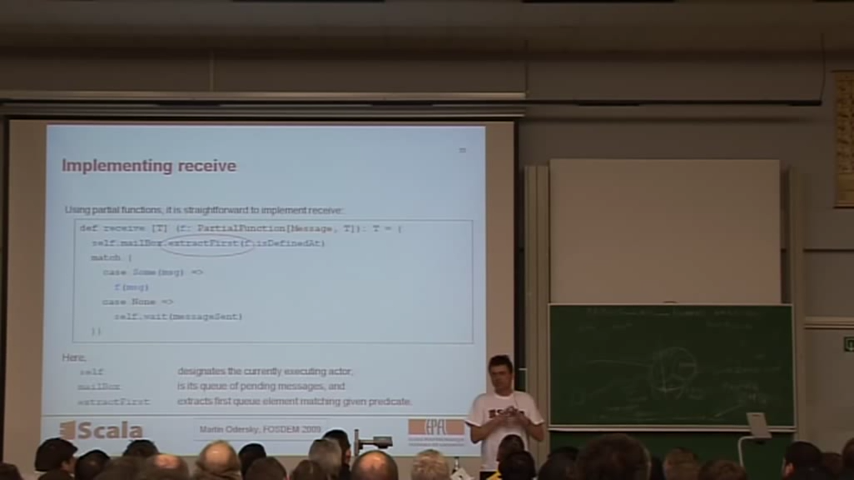 Implementing receive
Using partial functions, it is straightforward to implement receive:
def receive [T] (f: PartialFunction[Message, T]): T = {
self.mailBox.extractFirst(f.isDefinedAt)
match {
case Some(msg) =>
f(msg)
case None =>
self.wait(messageSent)
}}
Here,
self designates the currently executing actor,
mailBox is its queue of pending messages, and
extractFirst extracts first queue element matching given predicate.
Scala Martin Odersky, FOSDEM 2009 EPFL